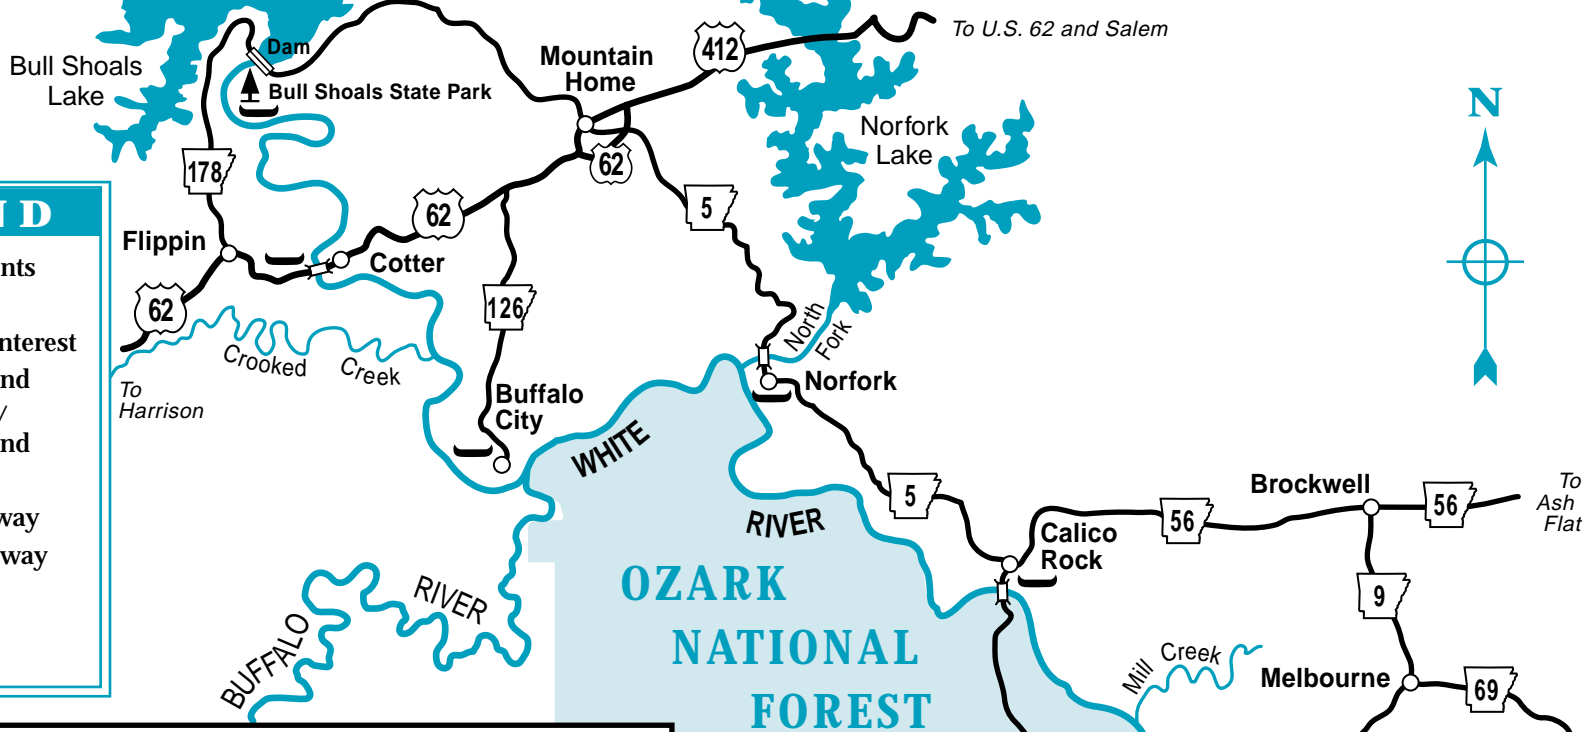 To U.S. 62 and Salem
Dam
Bull Shoals
Lake
Bull Shoals State Park
Mountain
Home
412
62
Norfork
Lake
N
178
N D
5
62
Flippin
Cotter
nts
62
126
North
Fork
nterest
Crooked
Creek
nd
To
Harrison
Norfork
Buffalo
City
nd
WHITE
RIVER
5
Brockwell
56
To
Ash
Flat
56
Calico
Rock
way
way
OZARK
NATIONAL
FOREST
RIVER
BUFFALO
9
Mill Creek
Melbourne
69